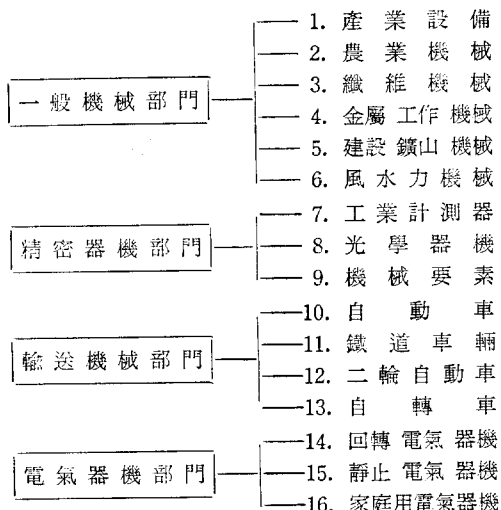 一般機械部門
1. 產業設備
2. 農業機械
3. 纖維機械
4. 金屬 工作 機械
5. 建設 鑛山 機械
6. 風水力機械
精密器機部門
7. 工業計測器
8. 光學器機
9. 機械要素
輸送機械部門
10. 自動車
11. 鐵道車輛
12. 二輪自動車
13. 自轉車
電氣器機部門
14. 回轉 電氣 器機
15. 靜止 電氣 器機
16. 家庭用電氣器機